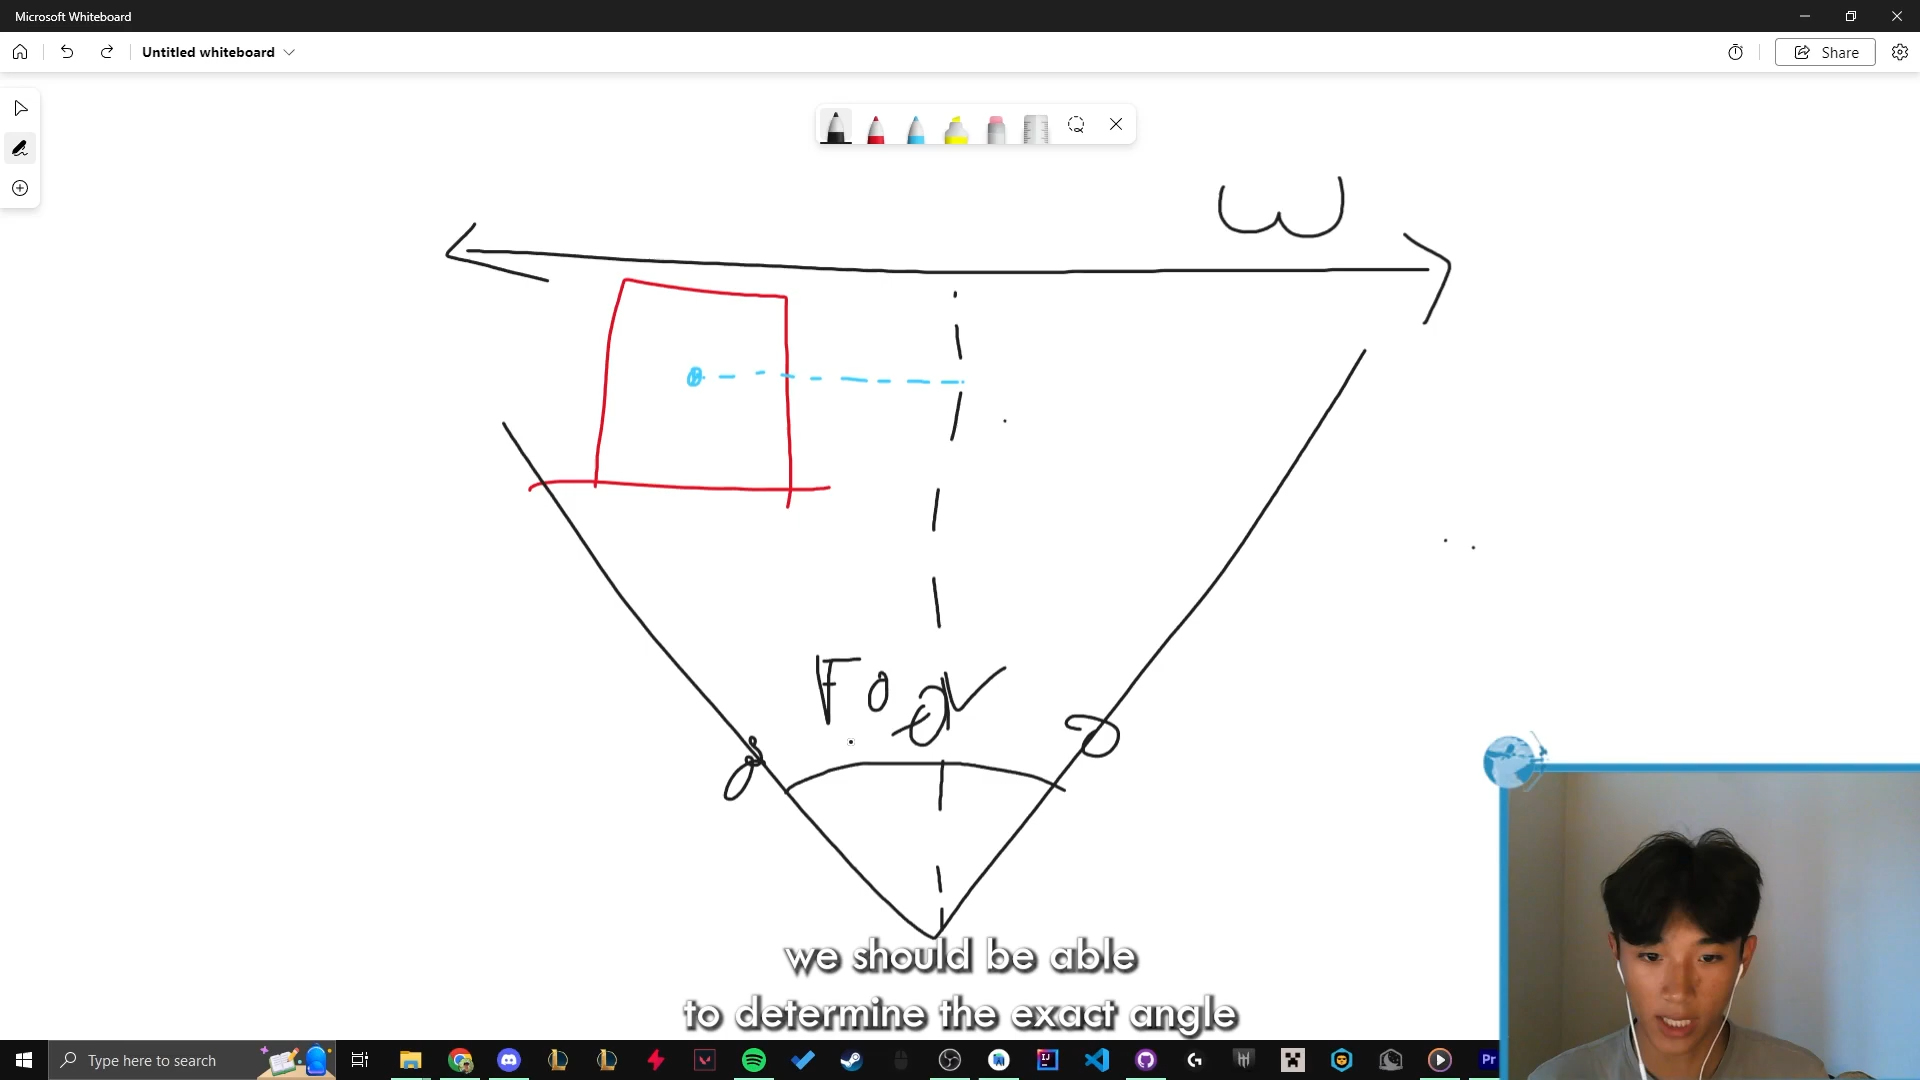 Microsoft Whiteboard
Untitled whiteboard
Share
W
FoV
we should be able
to determine the exact angle
Type here to search
Pr